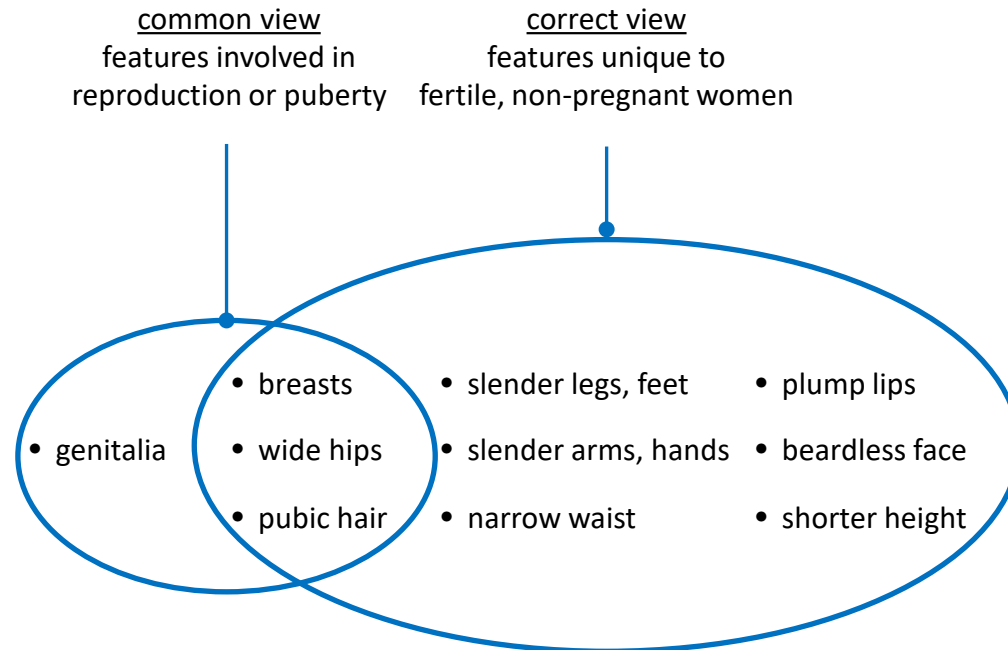 common view
features involved in
reproduction or puberty
correct view
features unique to
fertile, non-pregnant women
• genitalia
• breasts
• wide hips
• pubic hair
• slender legs, feet
• slender arms, hands
• narrow waist
• plump lips
• beardless face
• shorter height